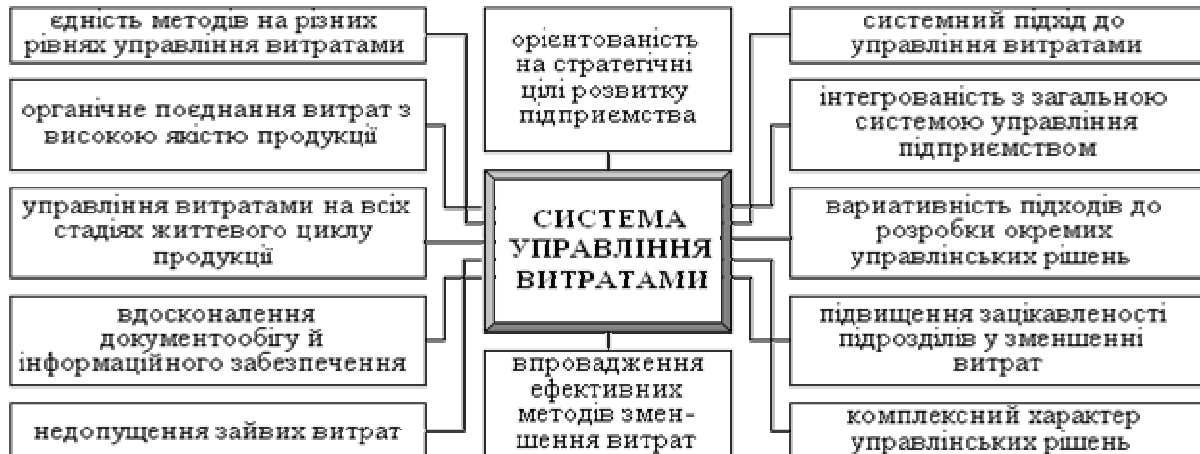 єдність методів на різних
рівнях управління витратами
органічне поєднання витрат з
високою якістю продукції
управління витратами на всіх
стадіях життєвого циклу
продукції
вдосконалення
документообігу й
інформаційного забезпечення
недопущення зайвих витрат
орієнтованість
на стратегічні
цілі розвитку
підприємства
СИСТЕМА
УПРАВЛІННЯ
ВИТРАТАМИ
впровадження
ефективних
методів змен-
шення витрат
системний підхід до
управління витратами
інтегрованість з загальною
системою управління
підприємством
вариативність підходів до
розробки окремих
управлінських рішень
підвищення зацікавленості
підрозділів у зменшенні
витрат
комплексний характер
управлінських рішень